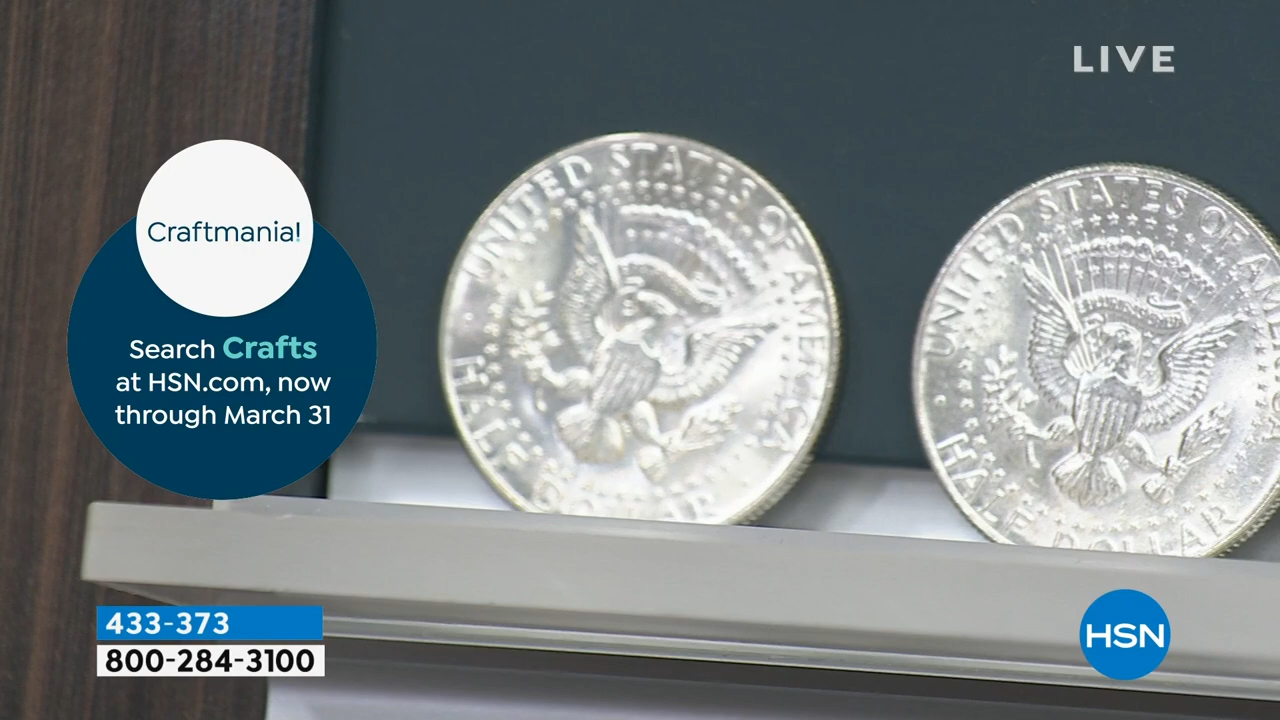 LIVE
Craftmania!
Search Crafts
at HSN.com, now
through March 31
UNITED STATES OF AMERICA
HALF DOLLAR
UNITED STATES OF AME
HALF DOLLAR
433-373
800-284-3100
HSN